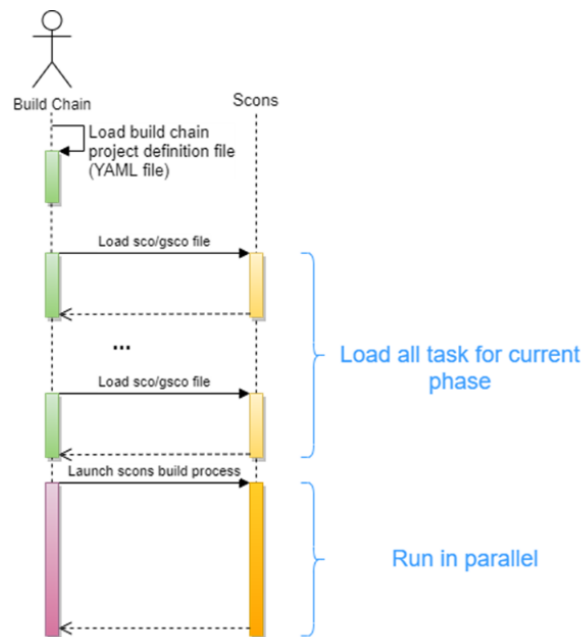 Build Chain
Scons
Load build chain
project definition file
(YAML file)
Load sco/gsco file
...
Load all task for current
phase
Load sco/gsco file
Launch scons build process
Run in parallel